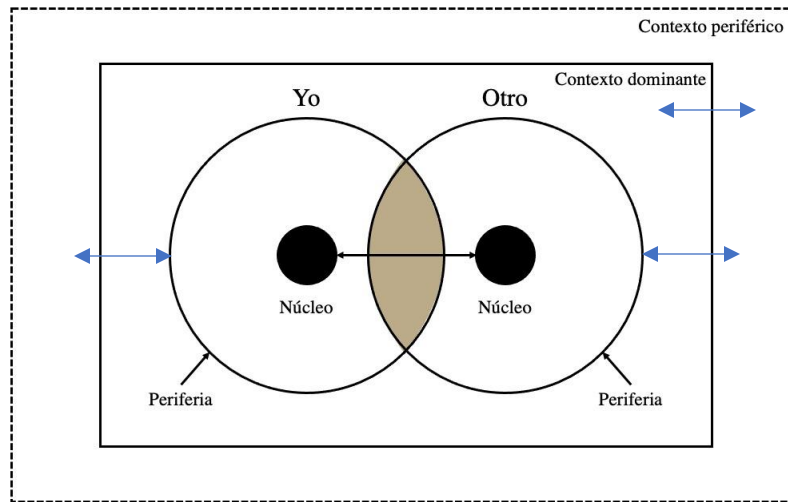 Contexto periférico
Contexto dominante
Yo
Otro
Núcleo
Núcleo
Periferia
Periferia